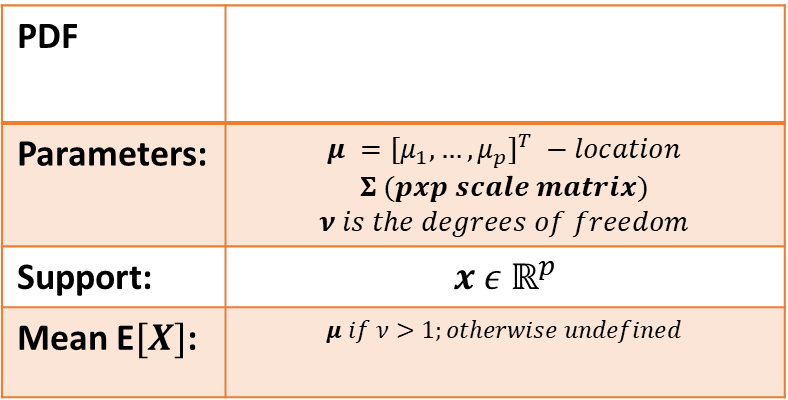 PDF
Parameters:
𝝁 = [μ₁, …, μₚ]ᵀ − location
𝚺 (pxp scale matrix)
𝝂 is the degrees of freedom
Support:
𝒙 ϵ ℝᵖ
Mean E[𝑿]:
𝝁 if ν > 1; otherwise undefined